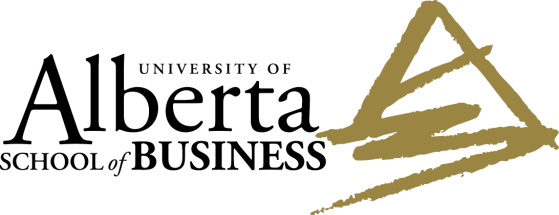 UNIVERSITY OF
Alberta
SCHOOL of BUSINESS